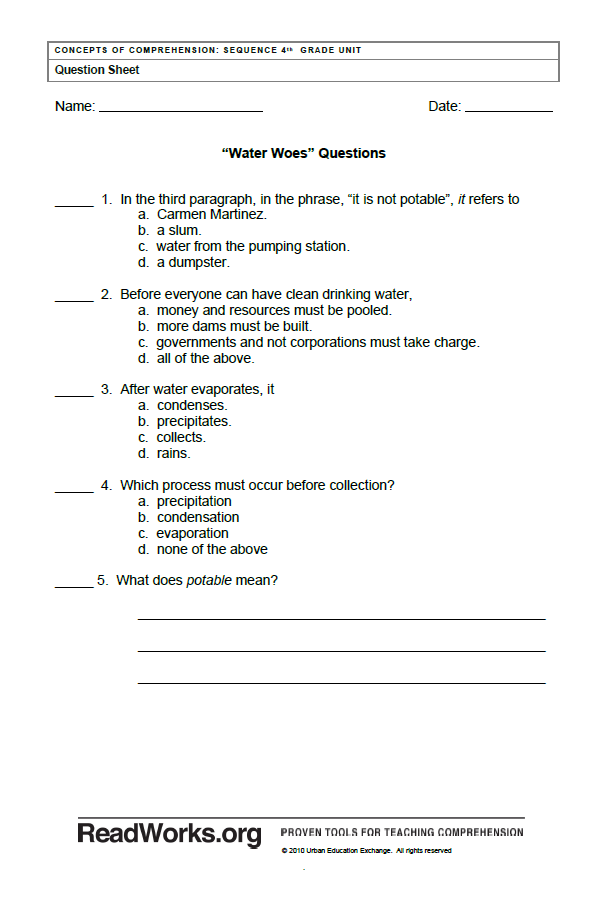 CONCEPTS OF COMPREHENSION: SEQUENCE 4th GRADE UNIT
Question Sheet
Name: ______________________ Date: ____________
“Water Woes” Questions
_____ 1. In the third paragraph, in the phrase, “it is not potable”, it refers to
a. Carmen Martinez.
b. a slum.
c. water from the pumping station.
d. a dumpster.
_____ 2. Before everyone can have clean drinking water,
a. money and resources must be pooled.
b. more dams must be built.
c. governments and not corporations must take charge.
d. all of the above.
_____ 3. After water evaporates, it
a. condenses.
b. precipitates.
c. collects.
d. rains.
_____ 4. Which process must occur before collection?
a. precipitation
b. condensation
c. evaporation
d. none of the above
_____ 5. What does potable mean?
ReadWorks.org PROVEN TOOLS FOR TEACHING COMPREHENSION
© 2010 Urban Education Exchange. All rights reserved